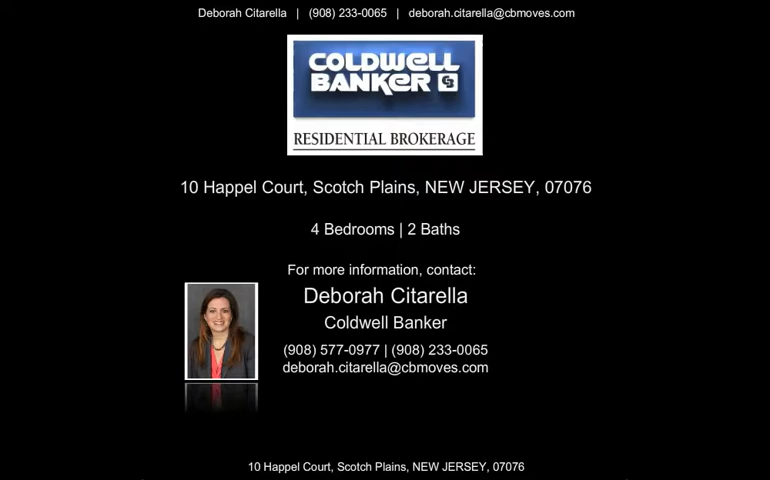 Deborah Citarella | (908) 233-0065 | deborah.citarella@cbmoves.com
COLDWELL
BANKER CB
RESIDENTIAL BROKERAGE
10 Happel Court, Scotch Plains, NEW JERSEY, 07076
4 Bedrooms | 2 Baths
For more information, contact:
Deborah Citarella
Coldwell Banker
(908) 577-0977 | (908) 233-0065
deborah.citarella@cbmoves.com
10 Happel Court, Scotch Plains, NEW JERSEY, 07076